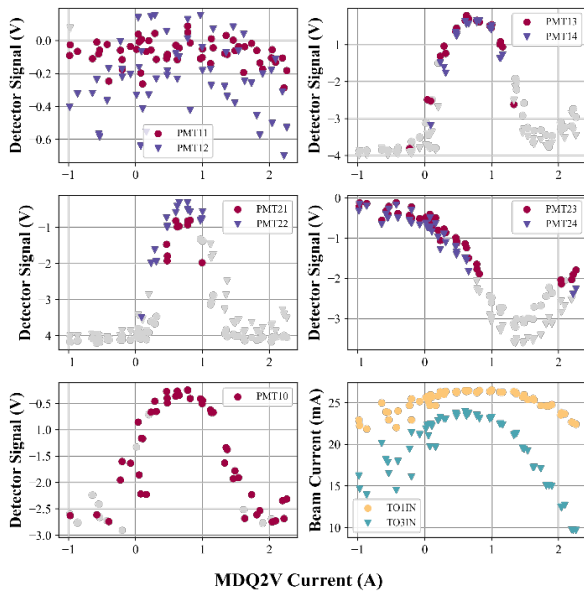 Detector Signal (V)
0.0
−0.2
−0.4
0.6
−1
0
1
2
PMT11
PMT12
Detector Signal (V)
−1
−2
−3
−4
−1
0
1
2
PMT13
PMT14
Detector Signal (V)
−1
−2
−3
4
−1
0
1
2
PMT21
PMT22
Detector Signal (V)
0
−1
−2
−3
−1
0
1
2
PMT23
PMT24
Detector Signal (V)
−0.5
−1.0
−1.5
−2.0
−2.5
−3.0
−1
0
1
2
PMT10
Beam Current (mA)
25
20
15
10
−1
0
1
2
TO1IN
TO3IN
MDQ2V Current (A)